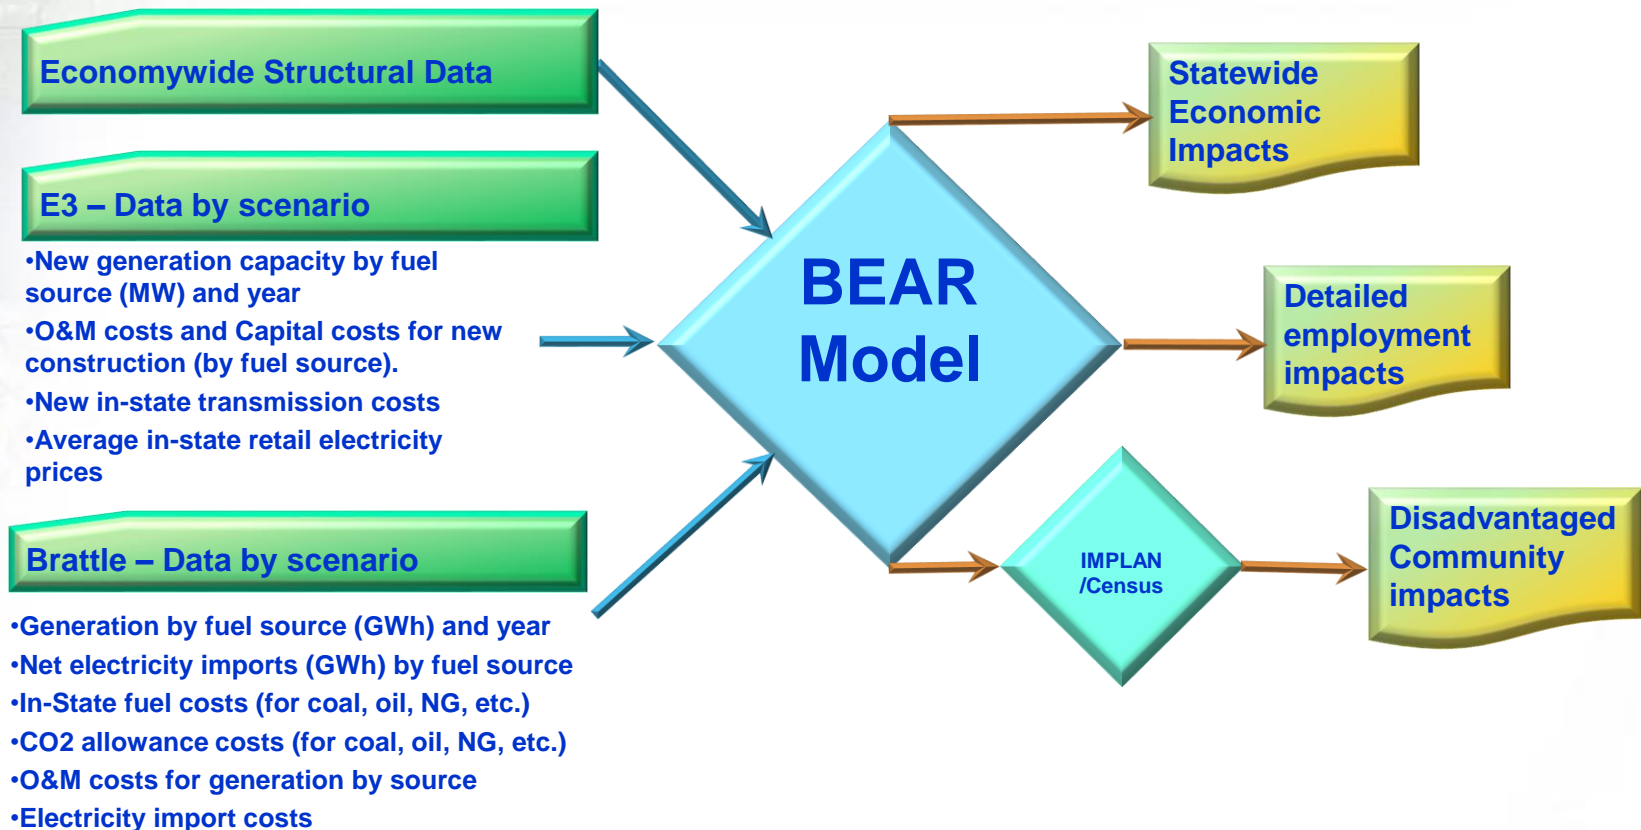 Economywide Structural Data
E3 – Data by scenario
•New generation capacity by fuel
source (MW) and year
•O&M costs and Capital costs for new
construction (by fuel source).
•New in-state transmission costs
•Average in-state retail electricity
prices
Brattle – Data by scenario
•Generation by fuel source (GWh) and year
•Net electricity imports (GWh) by fuel source
•In-State fuel costs (for coal, oil, NG, etc.)
•CO2 allowance costs (for coal, oil, NG, etc.)
•O&M costs for generation by source
•Electricity import costs
BEAR
Model
IMPLAN
/Census
Statewide
Economic
Impacts
Detailed
employment
impacts
Disadvantaged
Community
impacts